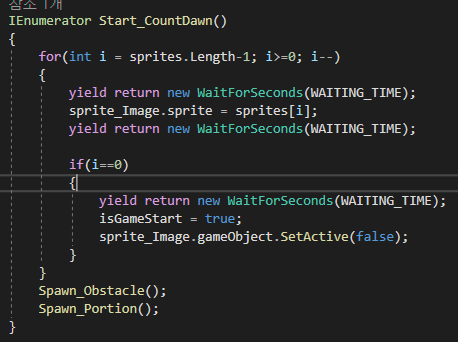 참조 1개
IEnumerator Start_CountDawn()
{
for(int i = sprites.Length-1; i>=0; i--)
{
yield return new WaitForSeconds(WAITING_TIME);
sprite_Image.sprite = sprites[i];
yield return new WaitForSeconds(WAITING_TIME);
if(i==0)
{
yield return new WaitForSeconds(WAITING_TIME);
isGameStart = true;
sprite_Image.gameObject.SetActive(false);
}
}
Spawn_Obstacle();
Spawn_Portion();
}